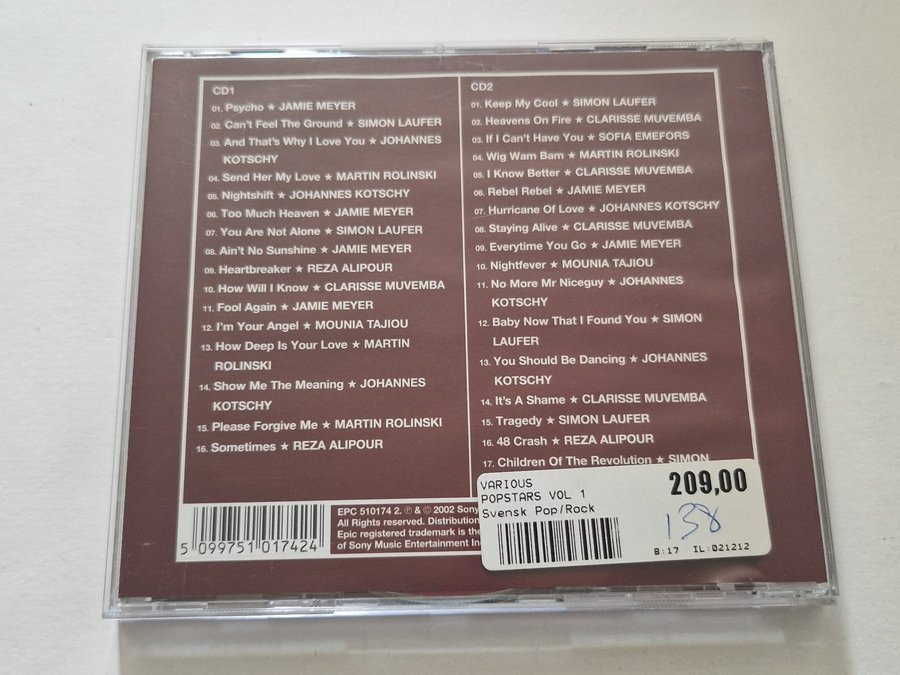 CD1
01. Psycho ★ JAMIE MEYER
02. Can't Feel The Ground ★ SIMON LAUFER
03. And That's Why I Love You ★ JOHANNES
KOTSCHY
04. Send Her My Love ★ MARTIN ROLINSKI
05. Nightshift ★ JOHANNES KOTSCHY
06. Too Much Heaven ★ JAMIE MEYER
07. You Are Not Alone ★ SIMON LAUFER
08. Ain't No Sunshine ★ JAMIE MEYER
09. Heartbreaker ★ REZA ALIPOUR
10. How Will I Know ★ CLARISSE MUVEMBA
11. Fool Again ★ JAMIE MEYER
12. I'm Your Angel ★ MOUNIA TAJIOU
13. How Deep Is Your Love ★ MARTIN
ROLINSKI
14. Show Me The Meaning ★ JOHANNES
KOTSCHY
15. Please Forgive Me ★ MARTIN ROLINSKI
16. Sometimes ★ REZA ALIPOUR
CD2
01. Keep My Cool ★ SIMON LAUFER
02. Heavens On Fire ★ CLARISSE MUVEMBA
03. If I Can't Have You ★ SOFIA EMEFORS
04. Wig Wam Bam ★ MARTIN ROLINSKI
05. I Know Better ★ CLARISSE MUVEMBA
06. Rebel Rebel ★ JAMIE MEYER
07. Hurricane Of Love ★ JOHANNES KOTSCHY
08. Staying Alive ★ CLARISSE MUVEMBA
09. Everytime You Go ★ JAMIE MEYER
10. Nightfever ★ MOUNIA TAJIOU
11. No More Mr Niceguy ★ JOHANNES
KOTSCHY
12. Baby Now That I Found You ★ SIMON
LAUFER
13. You Should Be Dancing ★ JOHANNES
KOTSCHY
14. It's A Shame ★ CLARISSE MUVEMBA
15. Tragedy ★ SIMON LAUFER
16. 48 Crash ★ REZA ALIPOUR
17. Children Of The Revolution ★ SIMON
5 099751 017424
EPC 510174 2. ℗ & © 2002 Sony
All Rights reserved. Distribution
Epic registered trademark is the
of Sony Music Entertainment Inc
VARIOUS
POPSTARS VOL 1
Svensk Pop/Rock
209,00
138
B:17 IL:021212